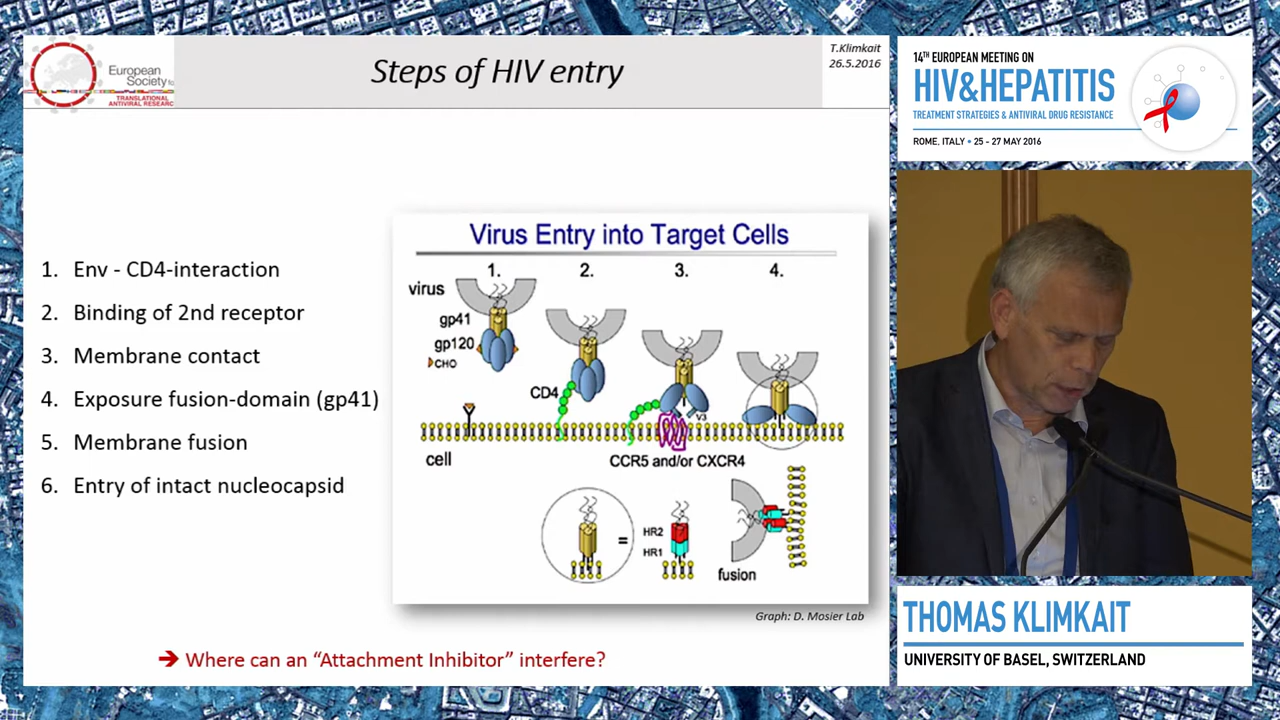 European
Society fo
TRANSLATIONAL
ANTIVIRAL RESEARC
Steps of HIV entry
T.Klimkait
26.5.2016
1. Env - CD4-interaction
2. Binding of 2nd receptor
3. Membrane contact
4. Exposure fusion-domain (gp41)
5. Membrane fusion
6. Entry of intact nucleocapsid
Virus Entry into Target Cells
1. 2. 3. 4.
virus
gp41
gp120
CHO
CD4
V3
cell
CCR5 and/or CXCR4
=
HR2
HR1
fusion
Graph: D. Mosier Lab
➔ Where can an “Attachment Inhibitor” interfere?
14TH EUROPEAN MEETING ON
HIV&HEPATITIS
TREATMENT STRATEGIES & ANTIVIRAL DRUG RESISTANCE
ROME, ITALY • 25 - 27 MAY 2016
THOMAS KLIMKAIT
UNIVERSITY OF BASEL, SWITZERLAND